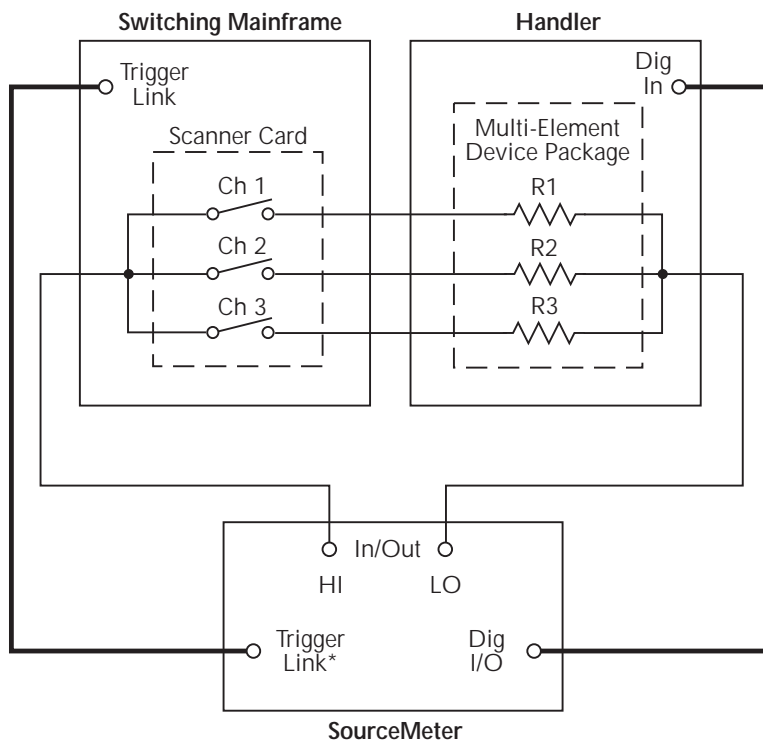 Switching Mainframe
Handler
Trigger
Link
Dig
In
Scanner Card
Multi-Element
Device Package
Ch 1
R1
Ch 2
R2
Ch 3
R3
In/Out
HI
LO
Trigger
Link*
Dig
I/O
SourceMeter